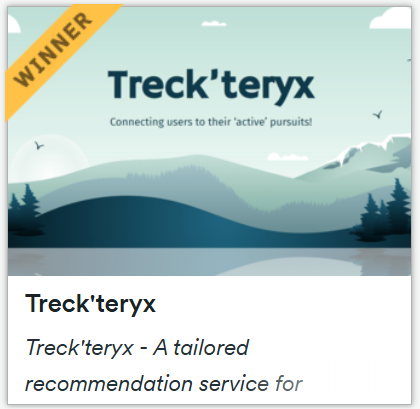 WINNER
Treck'teryx
Connecting users to their 'active' pursuits!
Treck'teryx
Treck'teryx - A tailored
recommendation service for